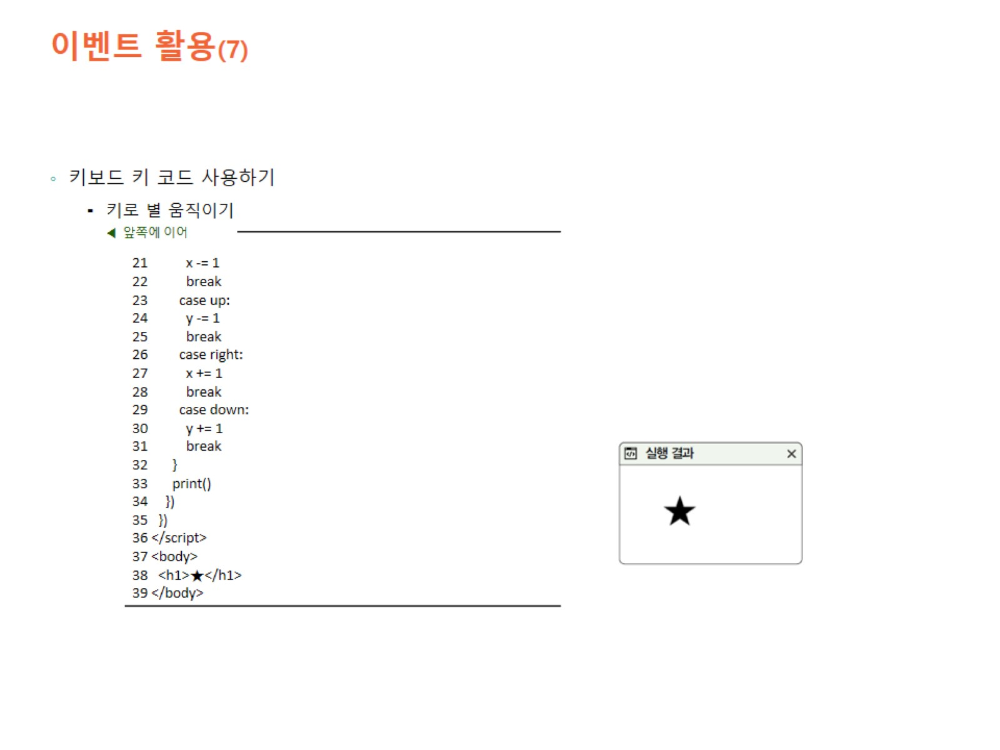 이벤트 활용(7)
◦ 키보드 키 코드 사용하기
▪ 키로 별 움직이기
◀ 앞쪽에 이어
21 x -= 1
22 break
23 case up:
24 y -= 1
25 break
26 case right:
27 x += 1
28 break
29 case down:
30 y += 1
31 break
32 }
33 print()
34 })
35 })
36 </script>
37 <body>
38 <h1>★</h1>
39 </body>
실행 결과
★